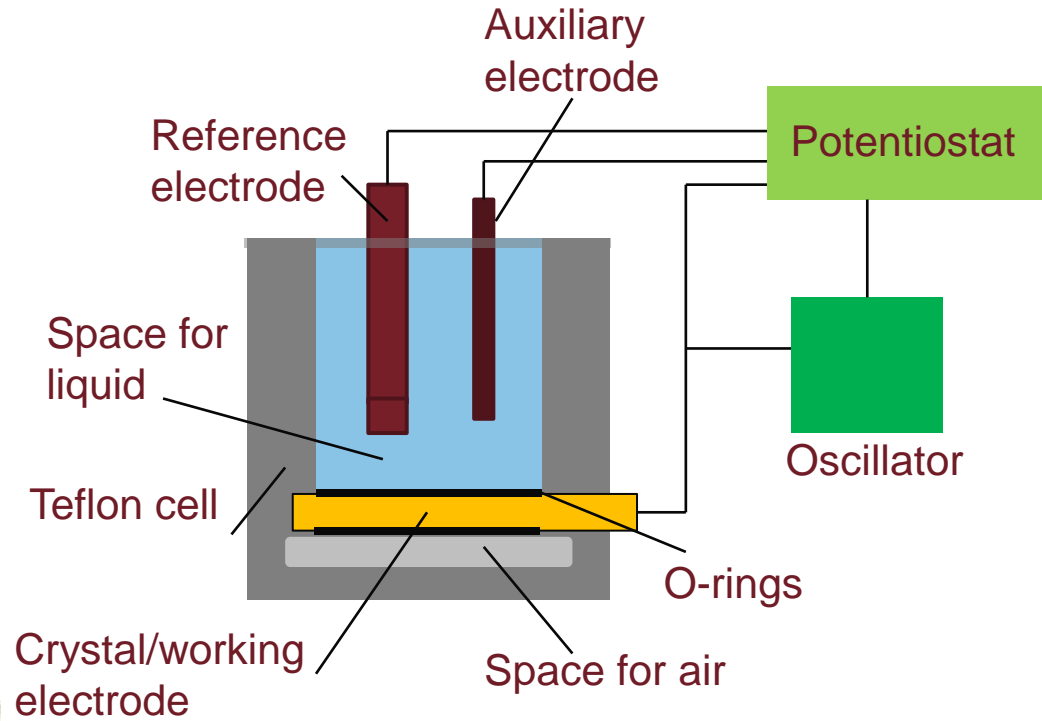 Auxiliary
electrode
Reference
electrode
Potentiostat
Space for
liquid
Oscillator
Teflon cell
O-rings
Crystal/working
electrode
Space for air